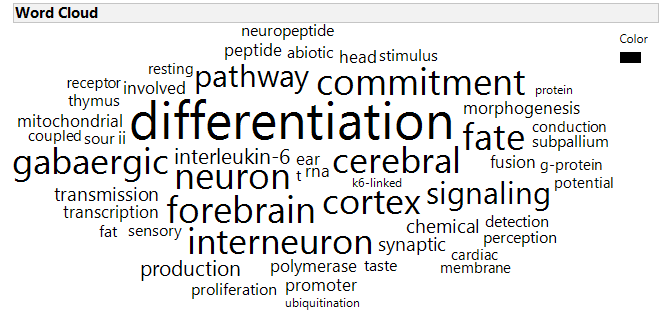 Word Cloud
Color
neuropeptide
peptide abiotic head stimulus
resting
receptor involved pathway commitment protein
thymus morphogenesis
mitochondrial differentiation conduction
coupled sour ii fate subpallium
gabaergic interleukin-6 ear cerebral fusion g-protein
neuron t rna k6-linked potential
transmission forebrain cortex signaling
transcription
fat sensory interneuron chemical detection
synaptic perception
production polymerase taste cardiac
membrane
proliferation promoter
ubiquitination